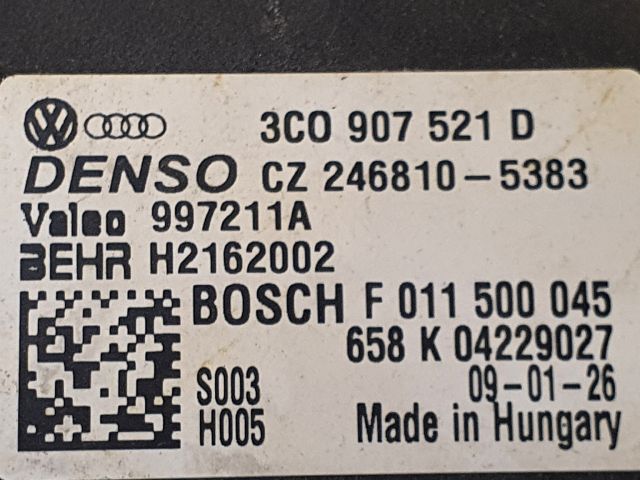 3C0 907 521 D
DENSO CZ 246810-5383
Valeo 997211A
BEHR H2162002
BOSCH F 011 500 045
658 K 04229027
S003 09-01-26
H005 Made in Hungary